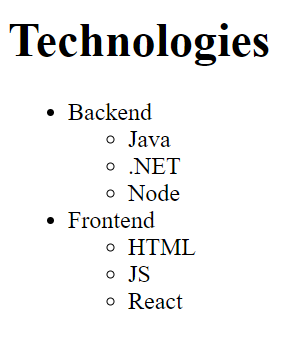 Technologies
Backend
Java
.NET
Node
Frontend
HTML
JS
React